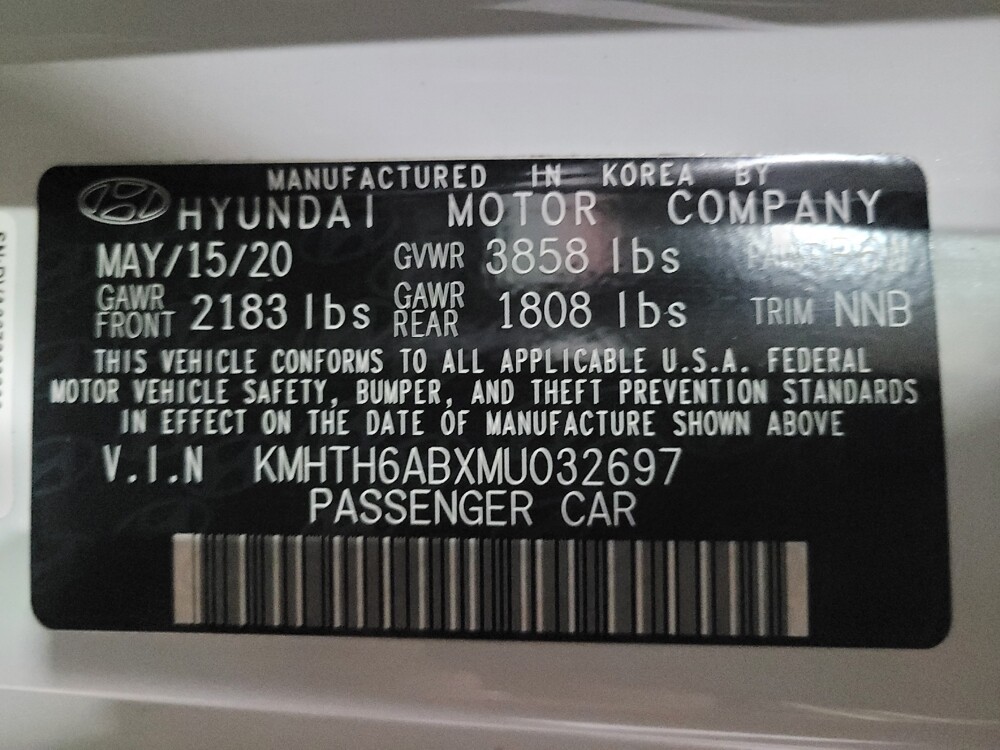 MANUFACTURED IN KOREA BY
HYUNDAI MOTOR COMPANY
MAY/15/20 GVWR 3858 lbs
GAWR FRONT 2183 lbs GAWR REAR 1808 lbs TRIM NNB
THIS VEHICLE CONFORMS TO ALL APPLICABLE U.S.A. FEDERAL
MOTOR VEHICLE SAFETY, BUMPER, AND THEFT PREVENTION STANDARDS
IN EFFECT ON THE DATE OF MANUFACTURE SHOWN ABOVE
V.I.N KMHTH6ABXMU032697
PASSENGER CAR